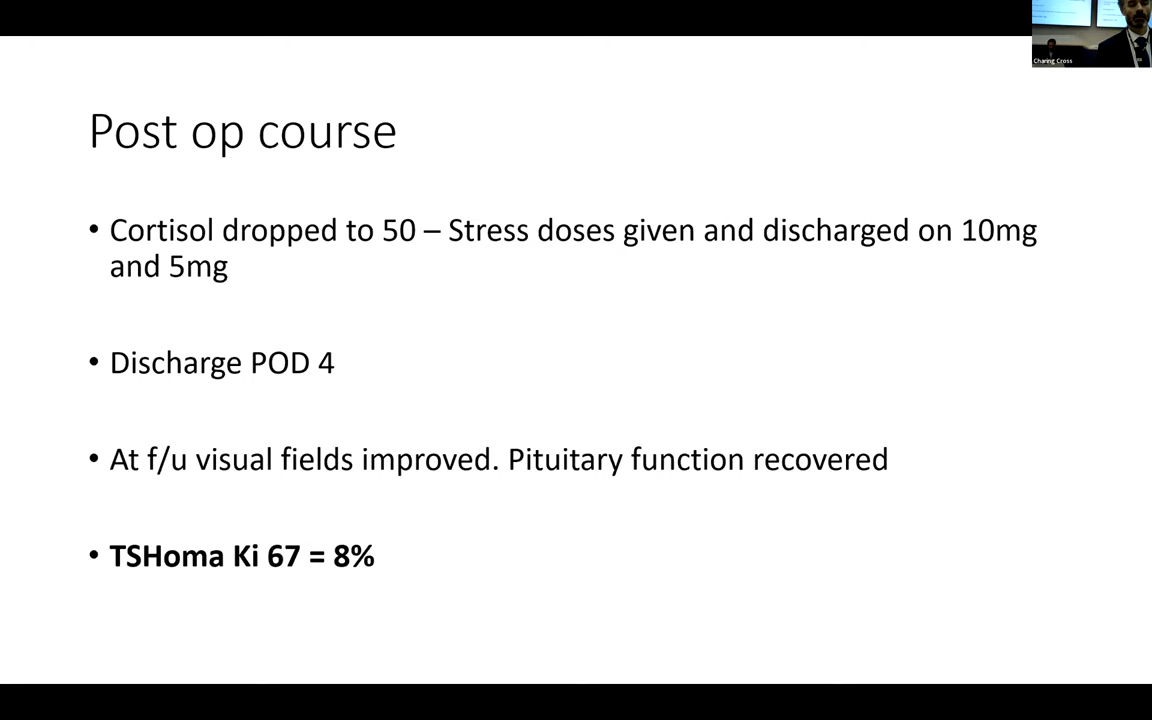 Charing Cross
Post op course
• Cortisol dropped to 50 – Stress doses given and discharged on 10mg
and 5mg
• Discharge POD 4
• At f/u visual fields improved. Pituitary function recovered
• TSHoma Ki 67 = 8%